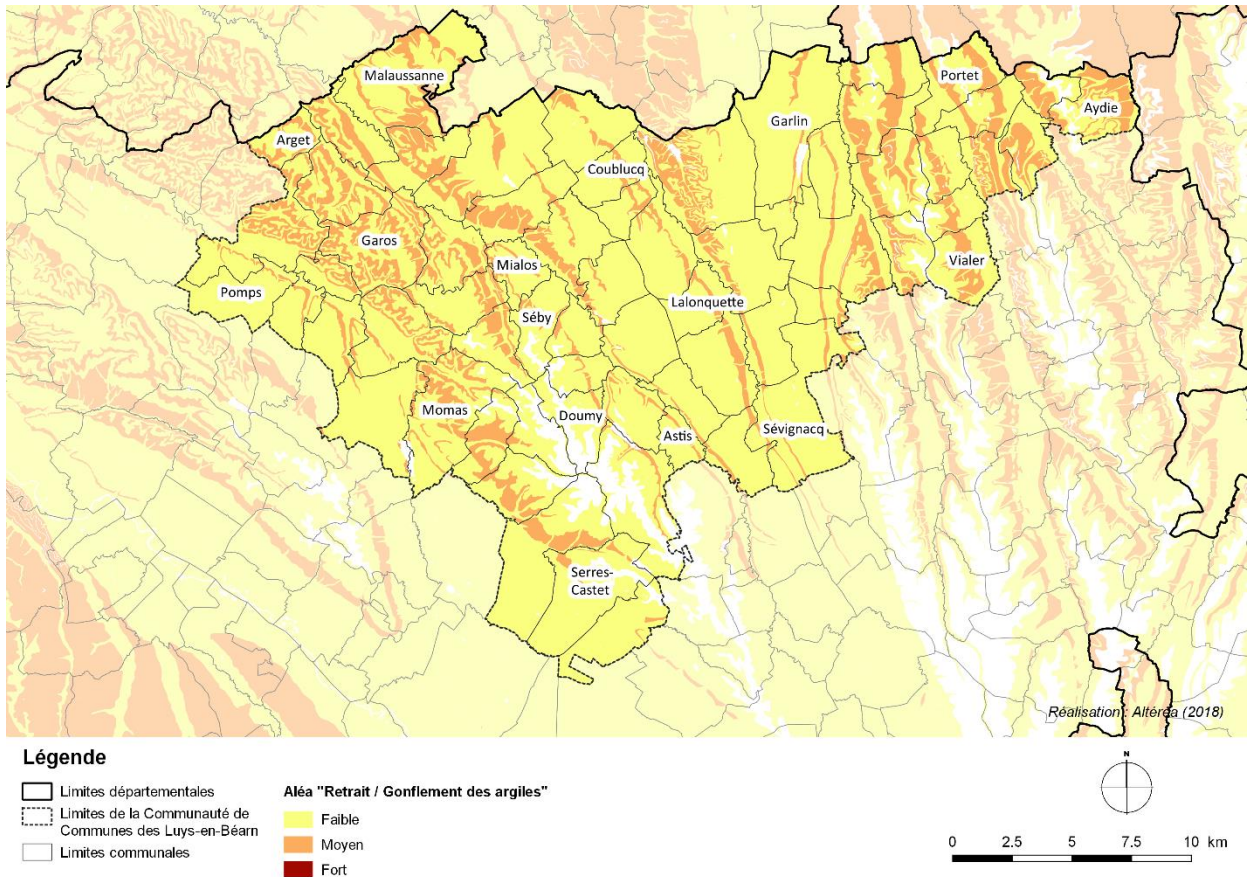 Malaussanne
Portet
Aydie
Garlin
Arget
Coublucq
Garos
Mialos
Vialer
Pomps
Lalonquette
Séby
Momas
Doumy
Astis
Sévignacq
Serres-
Castet
Réalisation : Altéréa (2018)
Légende
Limites départementales
Limites de la Communauté de
Communes des Luys-en-Béarn
Limites communales
Aléa "Retrait / Gonflement des argiles"
Faible
Moyen
Fort
N
0 2.5 5 7.5 10 km